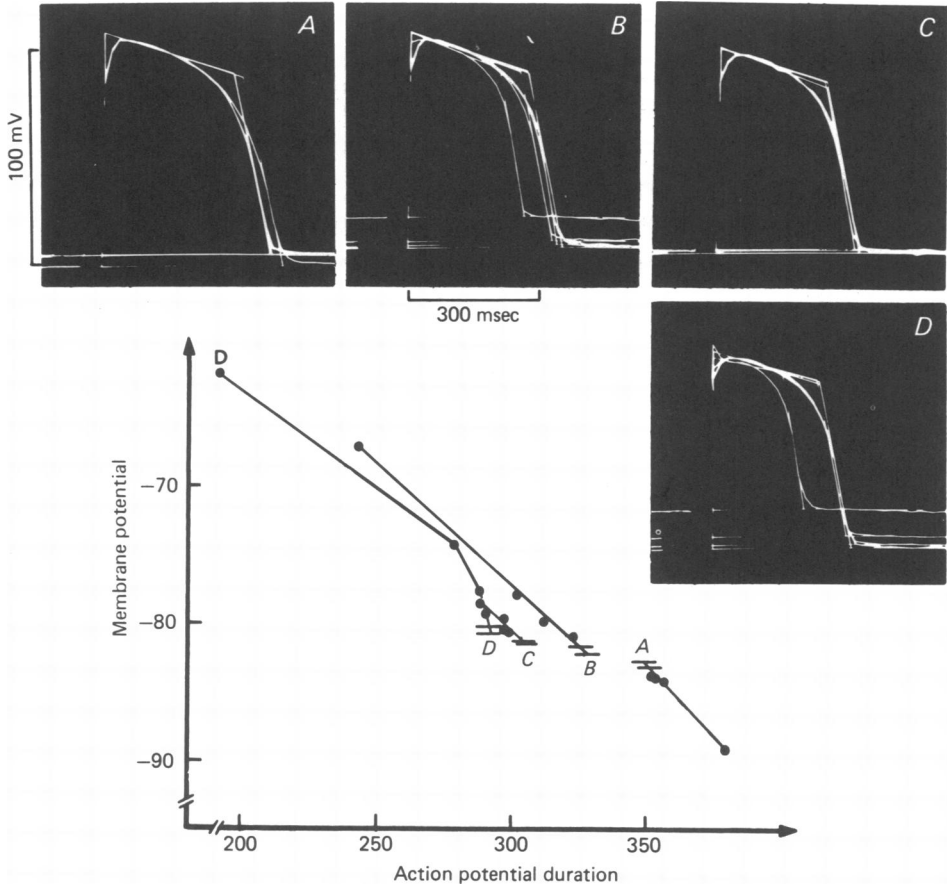 A
B
C
100 mV
300 msec
D
D
−70
−80
−90
Membrane potential
D
C
B
A
200
250
300
350
Action potential duration